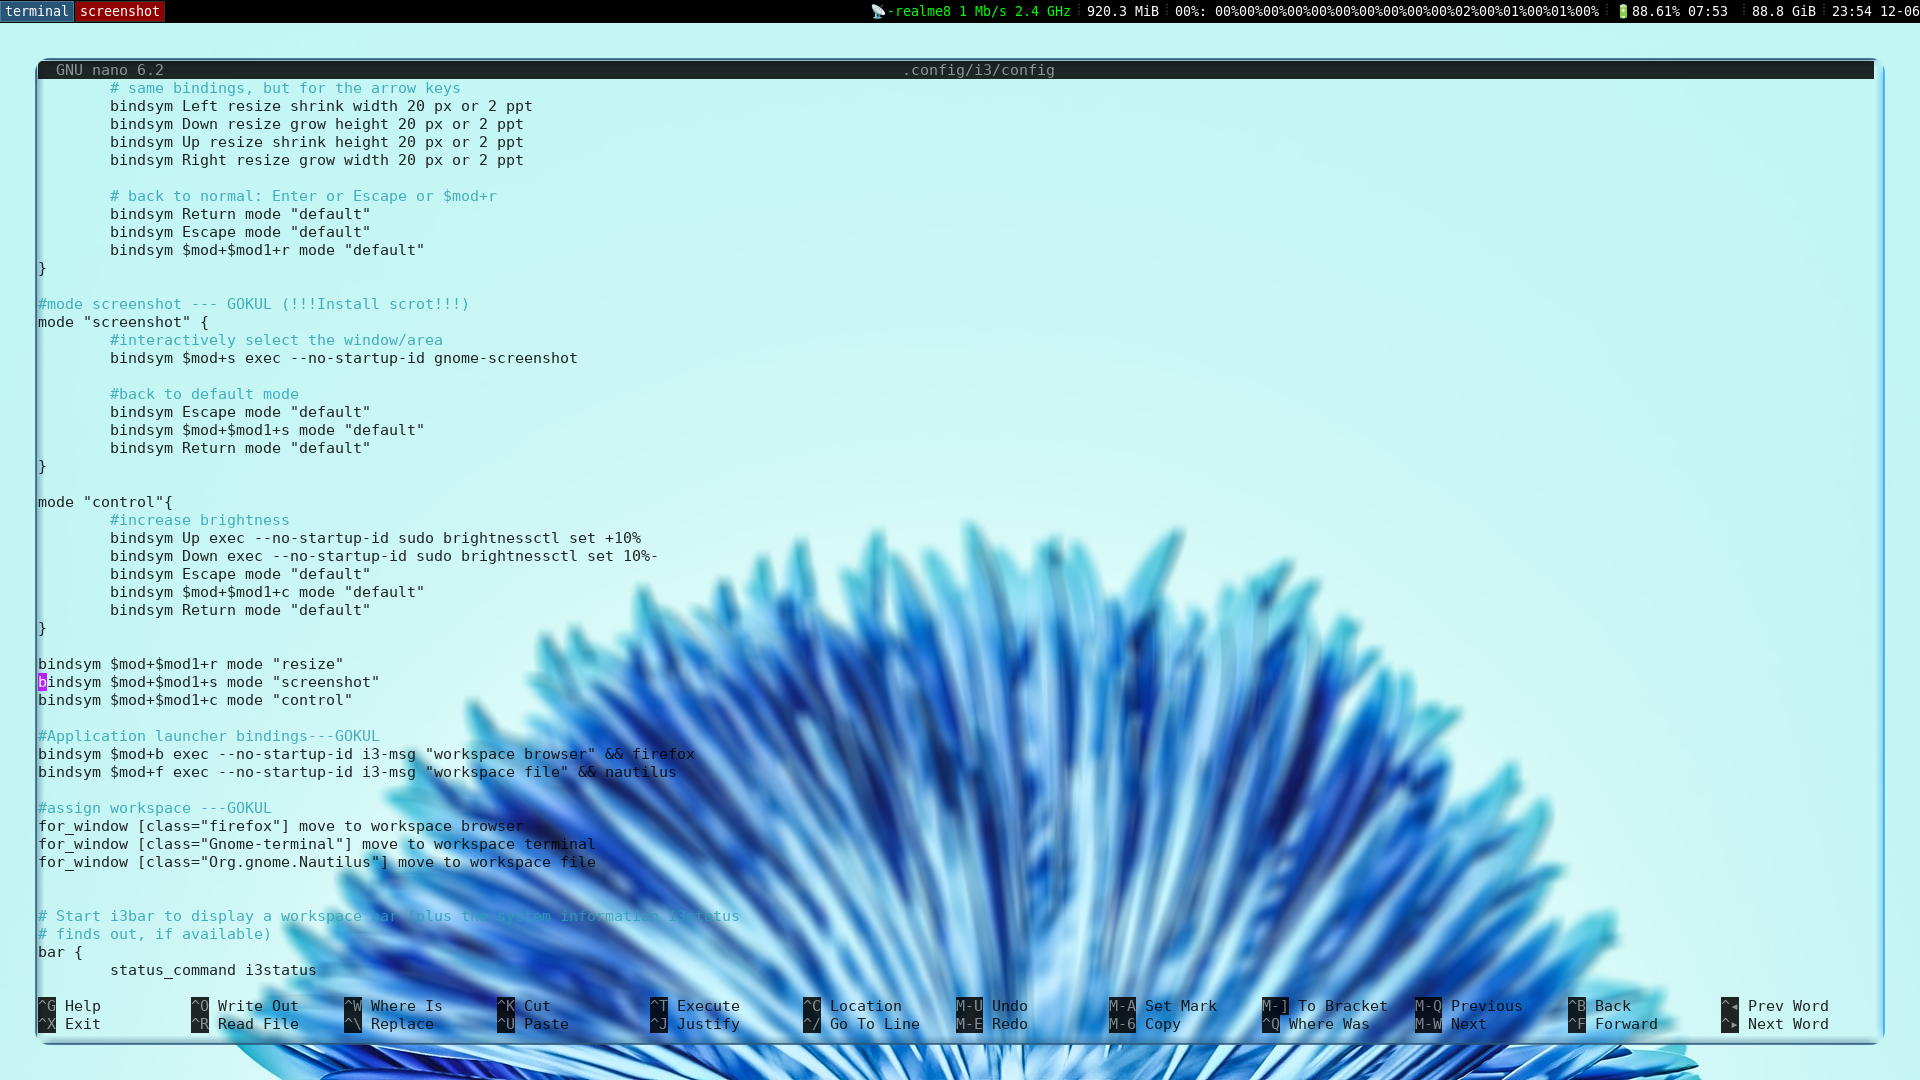 terminal screenshot 📡-realme8 1 Mb/s 2.4 GHz 920.3 MiB 00%: 00%00%00%00%00%00%00%00%00%00%02%00%01%00%01%00% 🔋88.61% 07:53 88.8 GiB 23:54 12-06
GNU nano 6.2 .config/i3/config
# same bindings, but for the arrow keys
bindsym Left resize shrink width 20 px or 2 ppt
bindsym Down resize grow height 20 px or 2 ppt
bindsym Up resize shrink height 20 px or 2 ppt
bindsym Right resize grow width 20 px or 2 ppt
# back to normal: Enter or Escape or $mod+r
bindsym Return mode "default"
bindsym Escape mode "default"
bindsym $mod+$mod1+r mode "default"
}
#mode screenshot --- GOKUL (!!!Install scrot!!!)
mode "screenshot" {
#interactively select the window/area
bindsym $mod+s exec --no-startup-id gnome-screenshot
#back to default mode
bindsym Escape mode "default"
bindsym $mod+$mod1+s mode "default"
bindsym Return mode "default"
}
mode "control"{
#increase brightness
bindsym Up exec --no-startup-id sudo brightnessctl set +10%
bindsym Down exec --no-startup-id sudo brightnessctl set 10%-
bindsym Escape mode "default"
bindsym $mod+$mod1+c mode "default"
bindsym Return mode "default"
}
bindsym $mod+$mod1+r mode "resize"
bindsym $mod+$mod1+s mode "screenshot"
bindsym $mod+$mod1+c mode "control"
#Application launcher bindings---GOKUL
bindsym $mod+b exec --no-startup-id i3-msg "workspace browser" && firefox
bindsym $mod+f exec --no-startup-id i3-msg "workspace file" && nautilus
#assign workspace ---GOKUL
for_window [class="firefox"] move to workspace browser
for_window [class="Gnome-terminal"] move to workspace terminal
for_window [class="Org.gnome.Nautilus"] move to workspace file
# Start i3bar to display a workspace bar (plus the system information i3status
# finds out, if available)
bar {
status_command i3status
^G Help ^O Write Out ^W Where Is ^K Cut ^T Execute ^C Location M-U Undo M-A Set Mark M-] To Bracket M-Q Previous ^B Back ^◂ Prev Word
^X Exit ^R Read File ^\ Replace ^U Paste ^J Justify ^/ Go To Line M-E Redo M-6 Copy ^Q Where Was M-W Next ^F Forward ^▸ Next Word